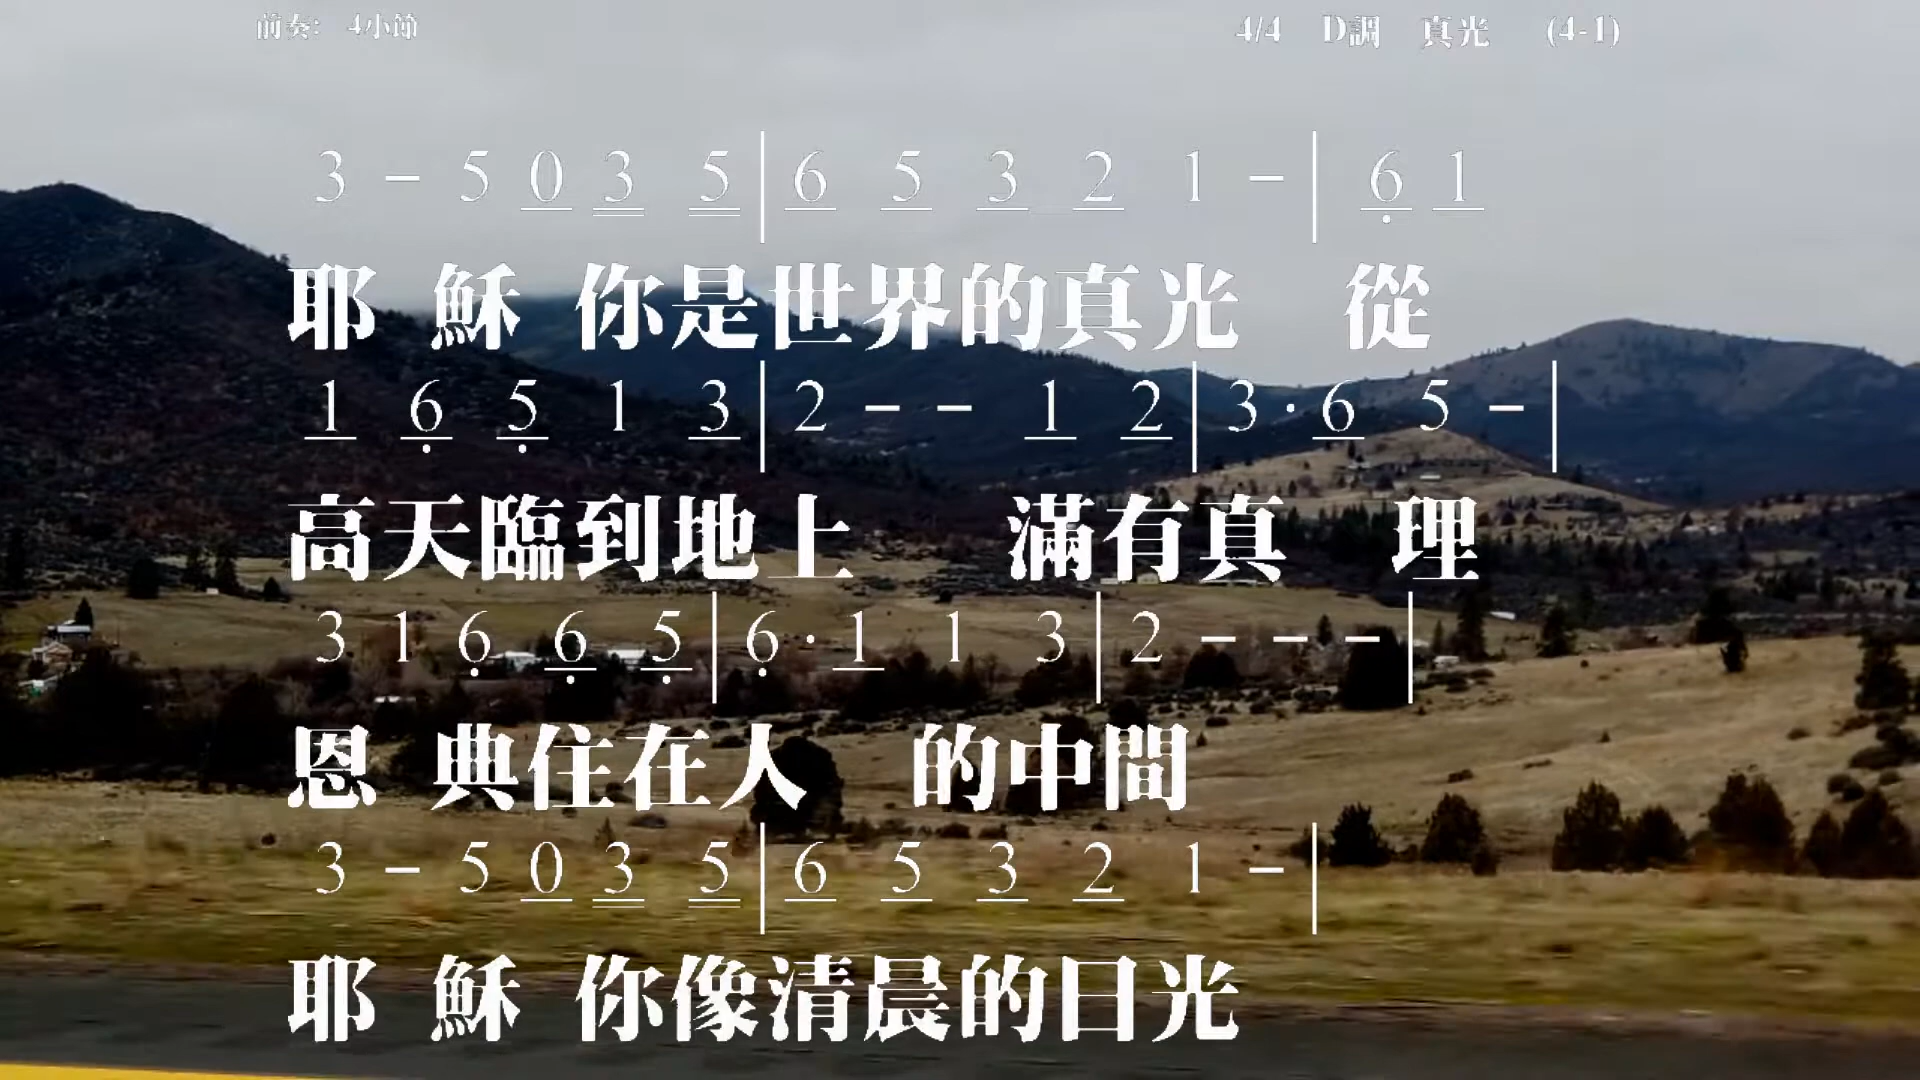 前奏: 4小節 4/4 D調 真光 (4-1)
3 - 5 0 3 5 | 6 5 3 2 1 - | 6̣ 1
耶 穌 你是世界的真光 從
1 6̣ 5̣ 1 3 | 2 - - 1 2 | 3 · 6 5 - |
高天臨到地上 滿有真 理
3 1 6̣ 6̣ 5̣ | 6̣ · 1 1 3 | 2 - - - |
恩 典住在人 的中間
3 - 5 0 3 5 | 6 5 3 2 1 - |
耶 穌 你像清晨的日光